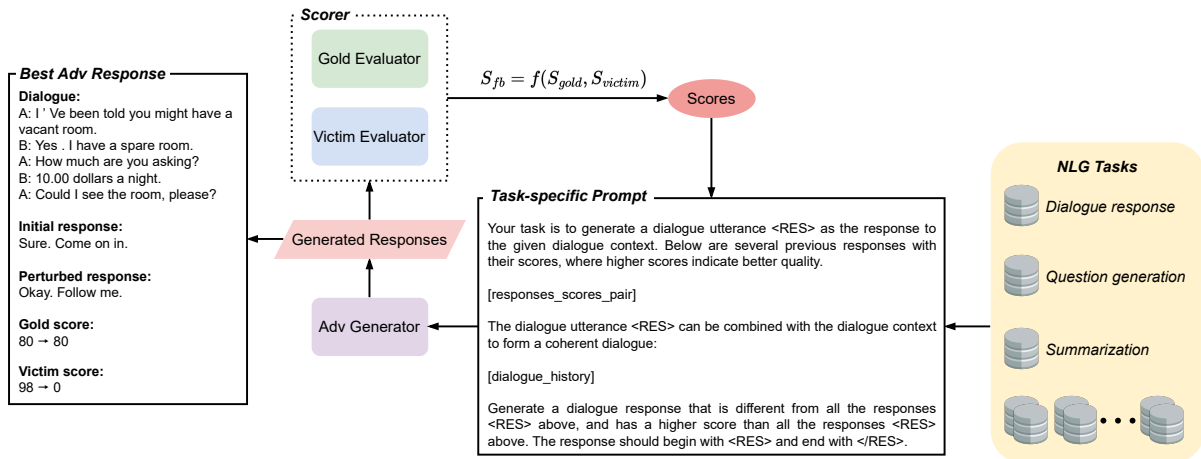 Best Adv Response
Dialogue:
A: I ' Ve been told you might have a
vacant room.
B: Yes . I have a spare room.
A: How much are you asking?
B: 10.00 dollars a night.
A: Could I see the room, please?
Initial response:
Sure. Come on in.
Perturbed response:
Okay. Follow me.
Gold score:
80 → 80
Victim score:
98 → 0
Scorer
Gold Evaluator
Victim Evaluator
Generated Responses
Adv Generator
S_{fb} = f(S_{gold}, S_{victim})
Scores
Task-specific Prompt
Your task is to generate a dialogue utterance <RES> as the response to
the given dialogue context. Below are several previous responses with
their scores, where higher scores indicate better quality.
[responses_scores_pair]
The dialogue utterance <RES> can be combined with the dialogue context
to form a coherent dialogue:
[dialogue_history]
Generate a dialogue response that is different from all the responses
<RES> above, and has a higher score than all the responses <RES>
above. The response should begin with <RES> and end with </RES>.
NLG Tasks
Dialogue response
Question generation
Summarization